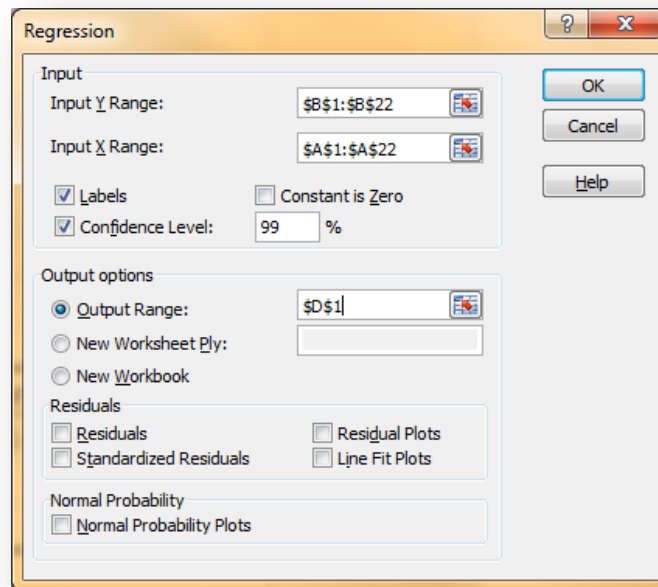 Regression
Input
Input Y Range: $B$1:$B$22
OK
Input X Range: $A$1:$A$22
Cancel
Labels Constant is Zero
Help
Confidence Level: 99 %
Output options
Output Range: $D$1
New Worksheet Ply:
New Workbook
Residuals
Residuals Residual Plots
Standardized Residuals Line Fit Plots
Normal Probability
Normal Probability Plots